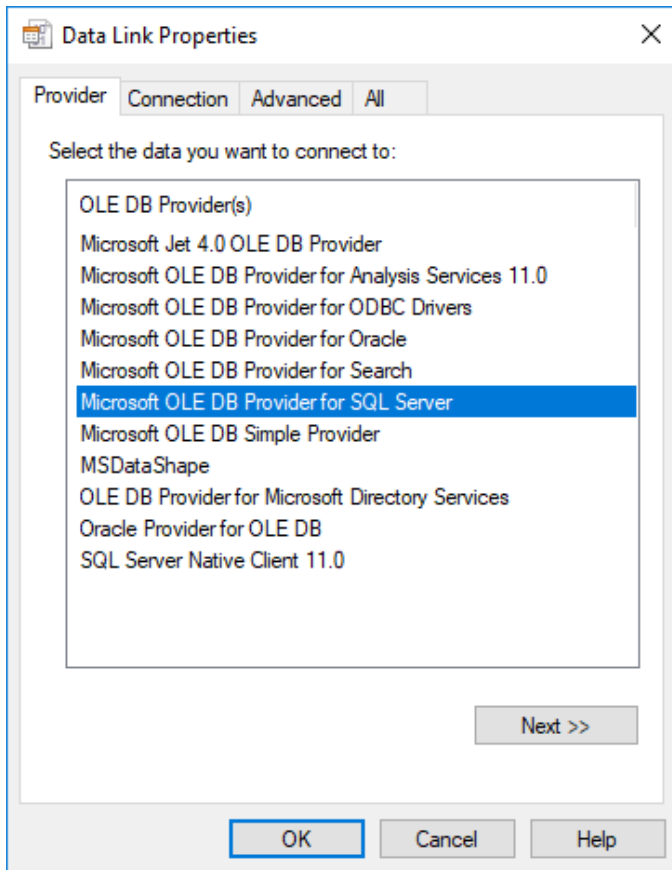 Data Link Properties
Provider Connection Advanced All
Select the data you want to connect to:
OLE DB Provider(s)
Microsoft Jet 4.0 OLE DB Provider
Microsoft OLE DB Provider for Analysis Services 11.0
Microsoft OLE DB Provider for ODBC Drivers
Microsoft OLE DB Provider for Oracle
Microsoft OLE DB Provider for Search
Microsoft OLE DB Provider for SQL Server
Microsoft OLE DB Simple Provider
MSDataShape
OLE DB Provider for Microsoft Directory Services
Oracle Provider for OLE DB
SQL Server Native Client 11.0
Next >>
OK Cancel Help